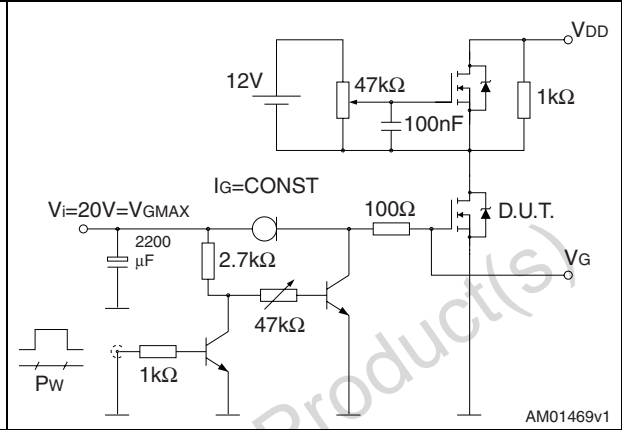 VDD
12V
47kΩ
1kΩ
100nF
IG=CONST
Vi=20V=VGMAX
100Ω
D.U.T.
2200
μF
2.7kΩ
VG
47kΩ
1kΩ
Pw
Product(s)
AM01469v1